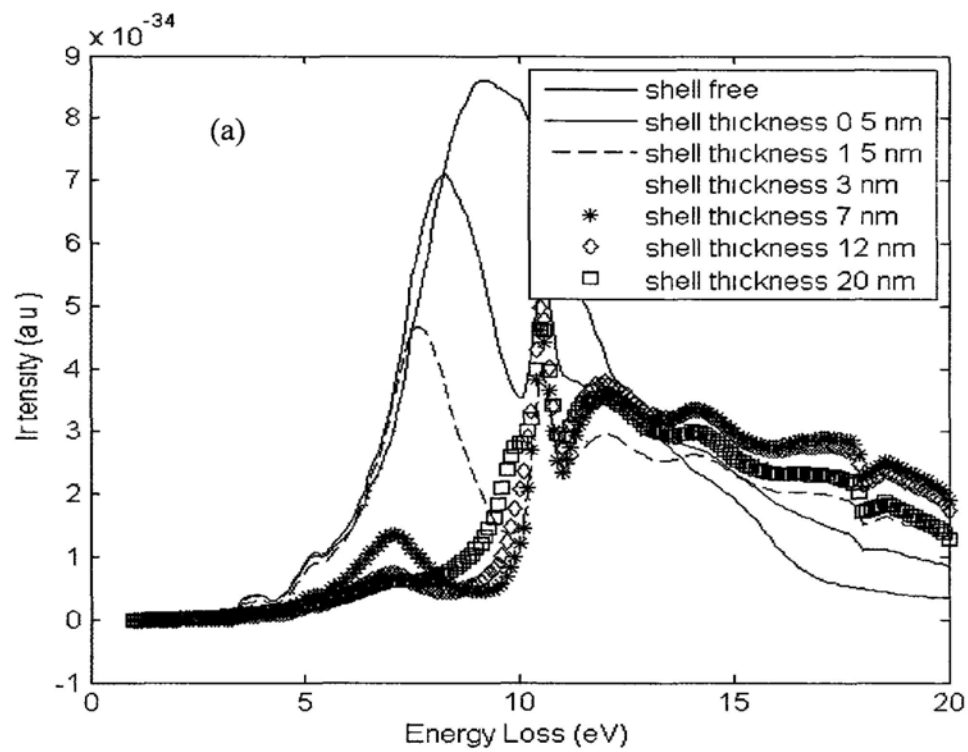 × 10^-34
9
8
7
6
5
4
3
2
1
0
-1
Intensity (a u)
(a)
shell free
shell thickness 0 5 nm
shell thickness 1 5 nm
shell thickness 3 nm
shell thickness 7 nm
shell thickness 12 nm
shell thickness 20 nm
0 5 10 15 20
Energy Loss (eV)